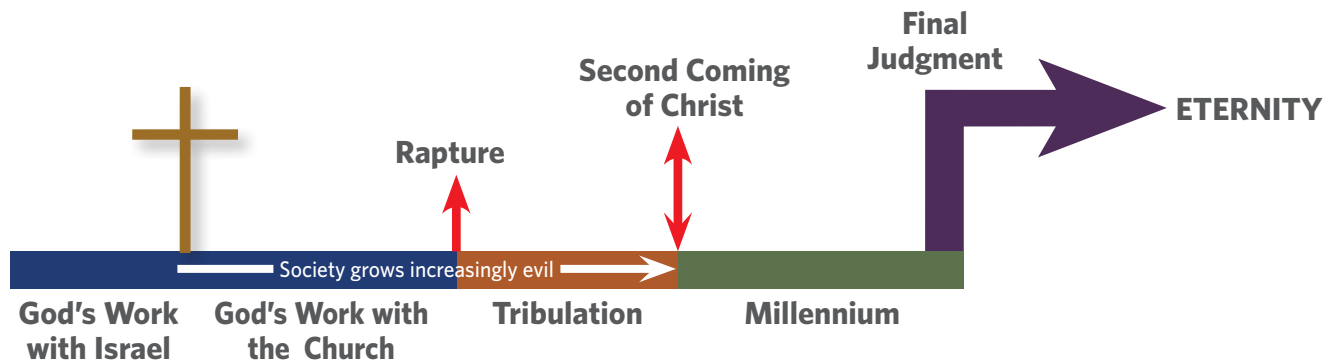 Final
Judgment
Second Coming
of Christ
ETERNITY
Rapture
Society grows increasingly evil
God's Work
with Israel
God's Work with
the Church
Tribulation
Millennium